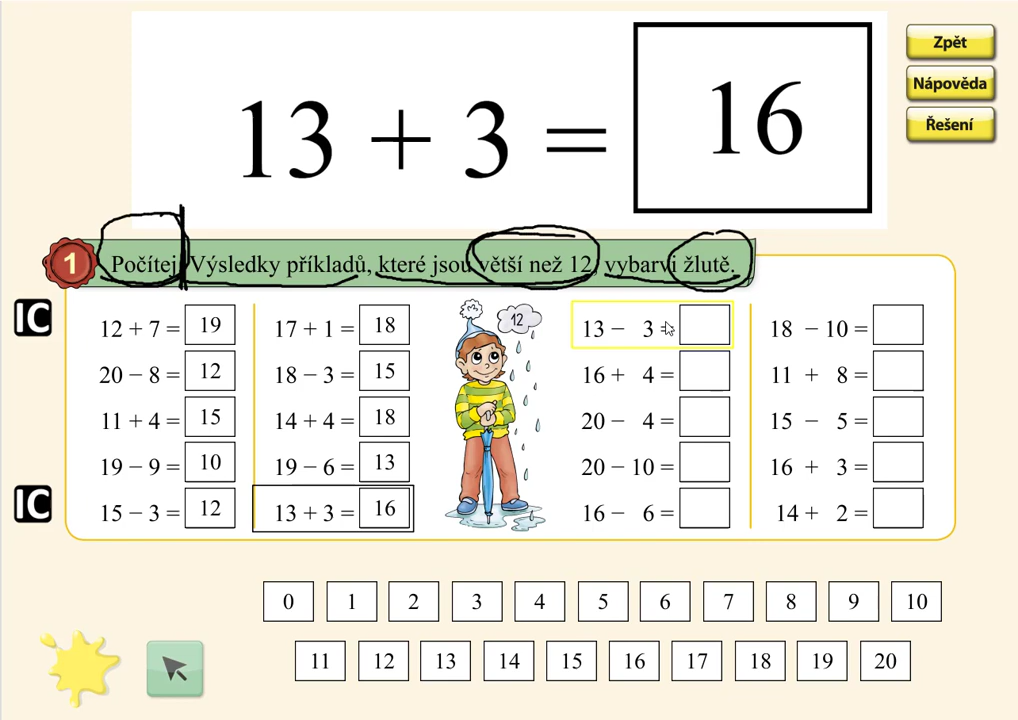 13 + 3 = 16
Zpět
Nápověda
Řešení
1 Počítej. Výsledky příkladů, které jsou větší než 12, vybarvi žlutě.
IC
12 + 7 = 19
20 − 8 = 12
11 + 4 = 15
19 − 9 = 10
IC
15 − 3 = 12
17 + 1 = 18
18 − 3 = 15
14 + 4 = 18
19 − 6 = 13
13 + 3 = 16
12
13 − 3 =
16 + 4 =
20 − 4 =
20 − 10 =
16 − 6 =
18 − 10 =
11 + 8 =
15 − 5 =
16 + 3 =
14 + 2 =
0 1 2 3 4 5 6 7 8 9 10
11 12 13 14 15 16 17 18 19 20